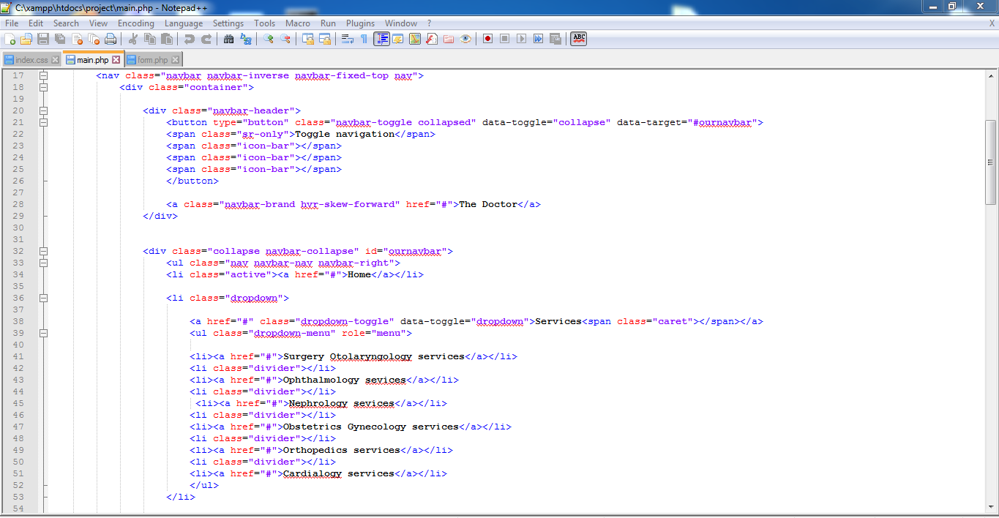 C:\xampp\htdocs\project\main.php - Notepad++
File Edit Search View Encoding Language Settings Tools Macro Run Plugins Window ? X
ABC
index.css main.php form.php
17 <nav class="navbar navbar-inverse navbar-fixed-top nav">
18 <div class="container">
19
20 <div class="navbar-header">
21 <button type="button" class="navbar-toggle collapsed" data-toggle="collapse" data-target="#ournavbar">
22 <span class="sr-only">Toggle navigation</span>
23 <span class="icon-bar"></span>
24 <span class="icon-bar"></span>
25 <span class="icon-bar"></span>
26 </button>
27
28 <a class="navbar-brand hvr-skew-forward" href="#">The Doctor</a>
29 </div>
30
31
32 <div class="collapse navbar-collapse" id="ournavbar">
33 <ul class="nav navbar-nav navbar-right">
34 <li class="active"><a href="#">Home</a></li>
35
36 <li class="dropdown">
37
38 <a href="#" class="dropdown-toggle" data-toggle="dropdown">Services<span class="caret"></span></a>
39 <ul class="dropdown-menu" role="menu">
40
41 <li><a href="#">Surgery Otolaryngology services</a></li>
42 <li class="divider"></li>
43 <li><a href="#">Ophthalmology sevices</a></li>
44 <li class="divider"></li>
45 <li><a href="#">Nephrology sevices</a></li>
46 <li class="divider"></li>
47 <li><a href="#">Obstetrics Gynecology services</a></li>
48 <li class="divider"></li>
49 <li><a href="#">Orthopedics services</a></li>
50 <li class="divider"></li>
51 <li><a href="#">Cardialogy services</a></li>
52 </ul>
53 </li>
54